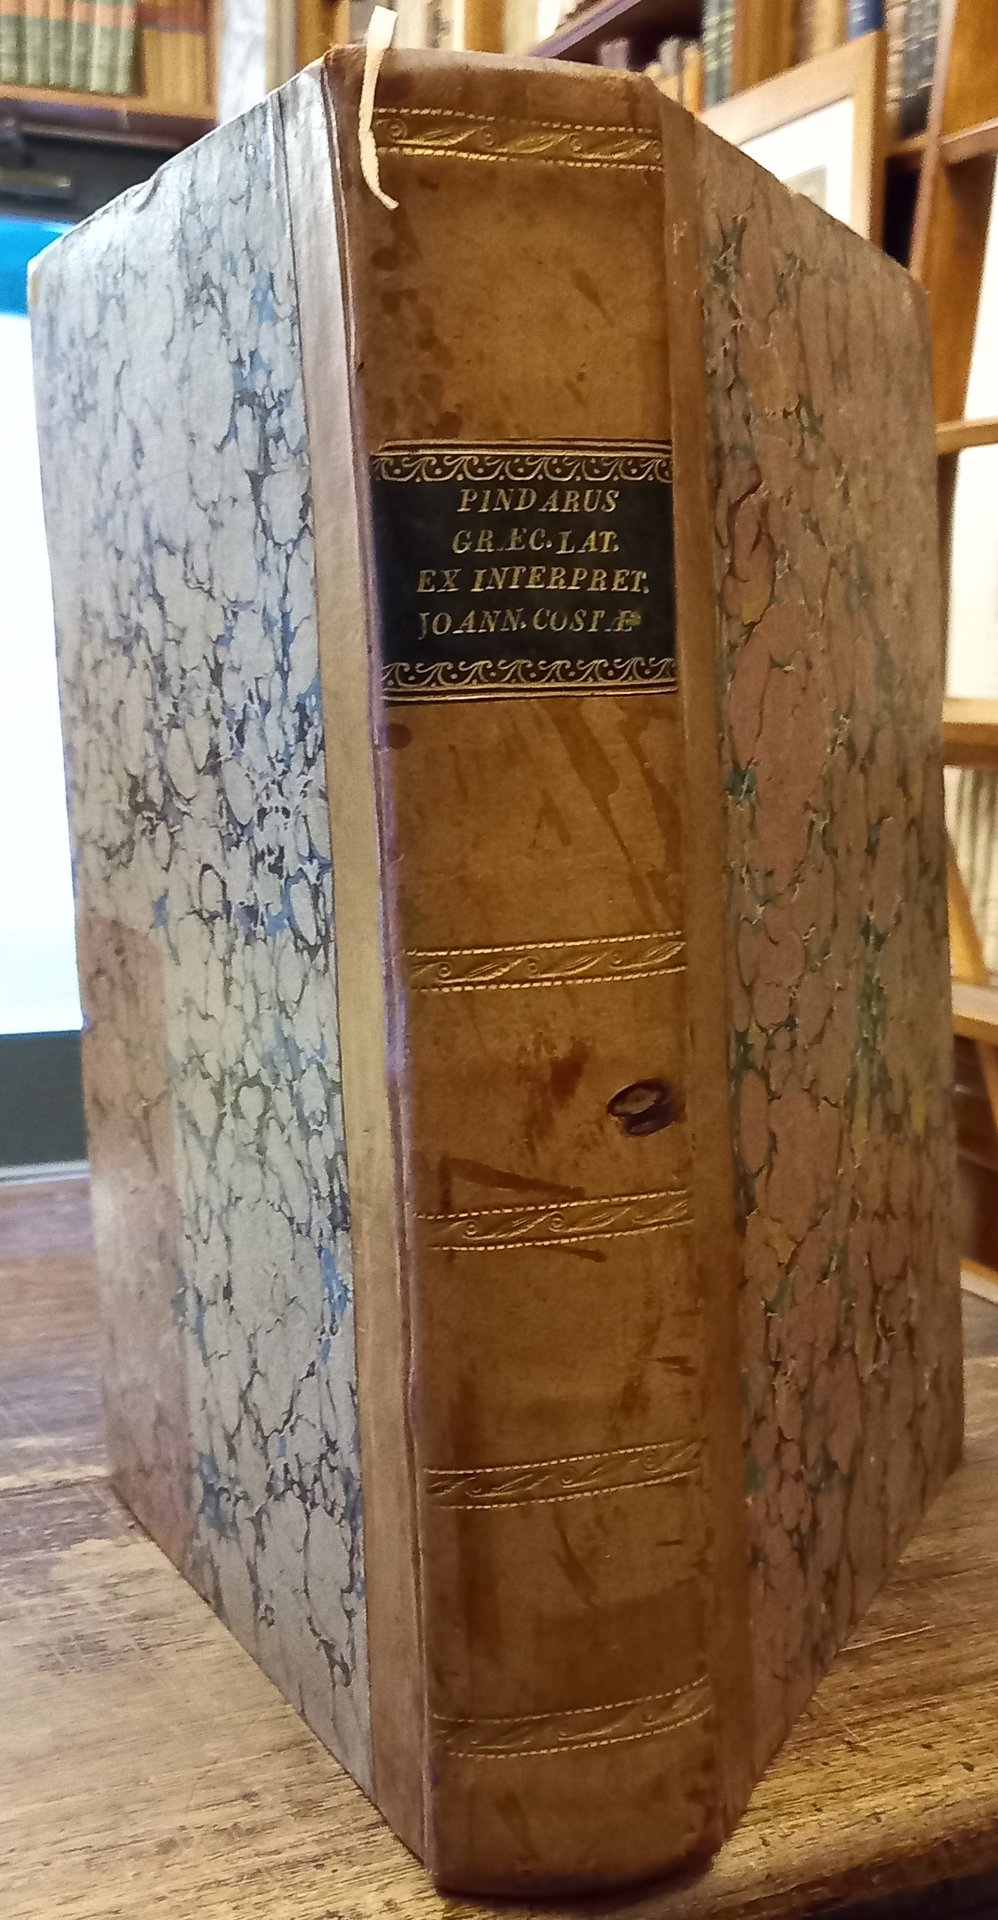 PINDARUS
GRÆC. LAT.
EX INTERPRET.
JOANN. COSTÆ